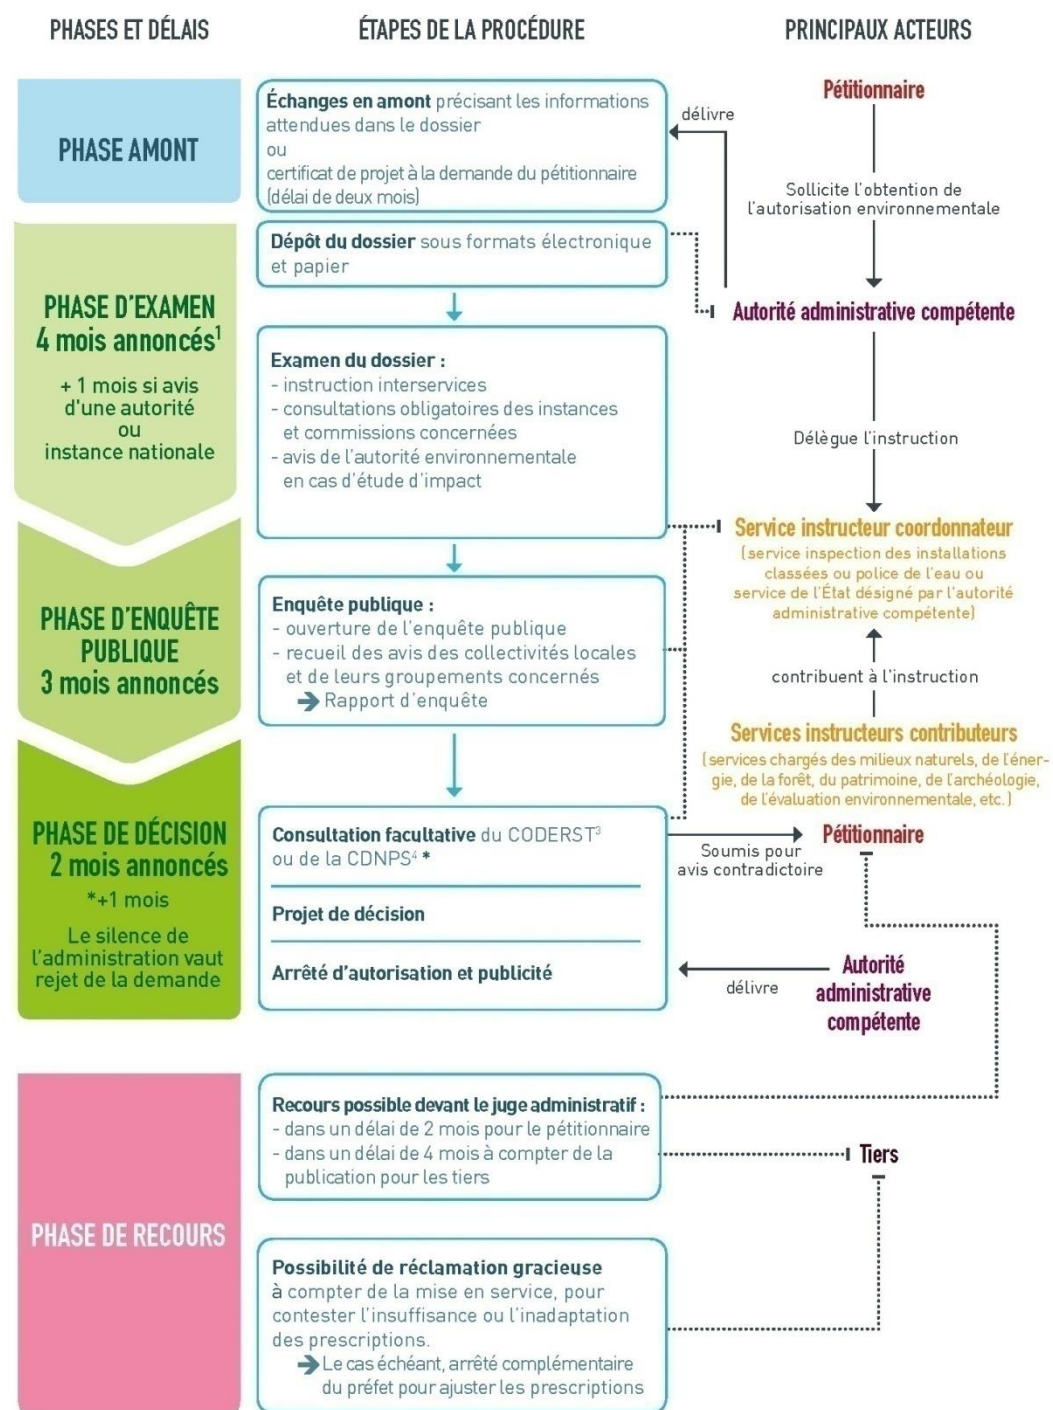 PHASES ET DÉLAIS
ÉTAPES DE LA PROCÉDURE
PRINCIPAUX ACTEURS
PHASE AMONT
Échanges en amont précisant les informations
attendues dans le dossier
ou
certificat de projet à la demande du pétitionnaire
(délai de deux mois)
délivre
Pétitionnaire
Sollicite l'obtention de
l'autorisation environnementale
PHASE D'EXAMEN
4 mois annoncés¹
+ 1 mois si avis
d'une autorité
ou
instance nationale
Dépôt du dossier sous formats électronique
et papier
Autorité administrative compétente
Examen du dossier :
- instruction interservices
- consultations obligatoires des instances
et commissions concernées
- avis de l'autorité environnementale
en cas d'étude d'impact
Délègue l'instruction
Service instructeur coordonnateur
(service inspection des installations
classées ou police de l'eau ou
service de l'État désigné par l'autorité
administrative compétente)
PHASE D'ENQUÊTE
PUBLIQUE
3 mois annoncés
Enquête publique :
- ouverture de l'enquête publique
- recueil des avis des collectivités locales
et de leurs groupements concernés
➔ Rapport d'enquête
contribuent à l'instruction
Services instructeurs contributeurs
(services chargés des milieux naturels, de l'éner-
gie, de la forêt, du patrimoine, de l'archéologie,
de l'évaluation environnementale, etc.)
PHASE DE DÉCISION
2 mois annoncés
*+1 mois
Le silence de
l'administration vaut
rejet de la demande
Consultation facultative du CODERST³
ou de la CDNPS⁴ *
Projet de décision
Arrêté d'autorisation et publicité
Soumis pour
avis contradictoire
Pétitionnaire
délivre
Autorité
administrative
compétente
PHASE DE RECOURS
Recours possible devant le juge administratif :
- dans un délai de 2 mois pour le pétitionnaire
- dans un délai de 4 mois à compter de la
publication pour les tiers
Tiers
Possibilité de réclamation gracieuse
à compter de la mise en service, pour
contester l'insuffisance ou l'inadaptation
des prescriptions.
➔ Le cas échéant, arrêté complémentaire
du préfet pour ajuster les prescriptions